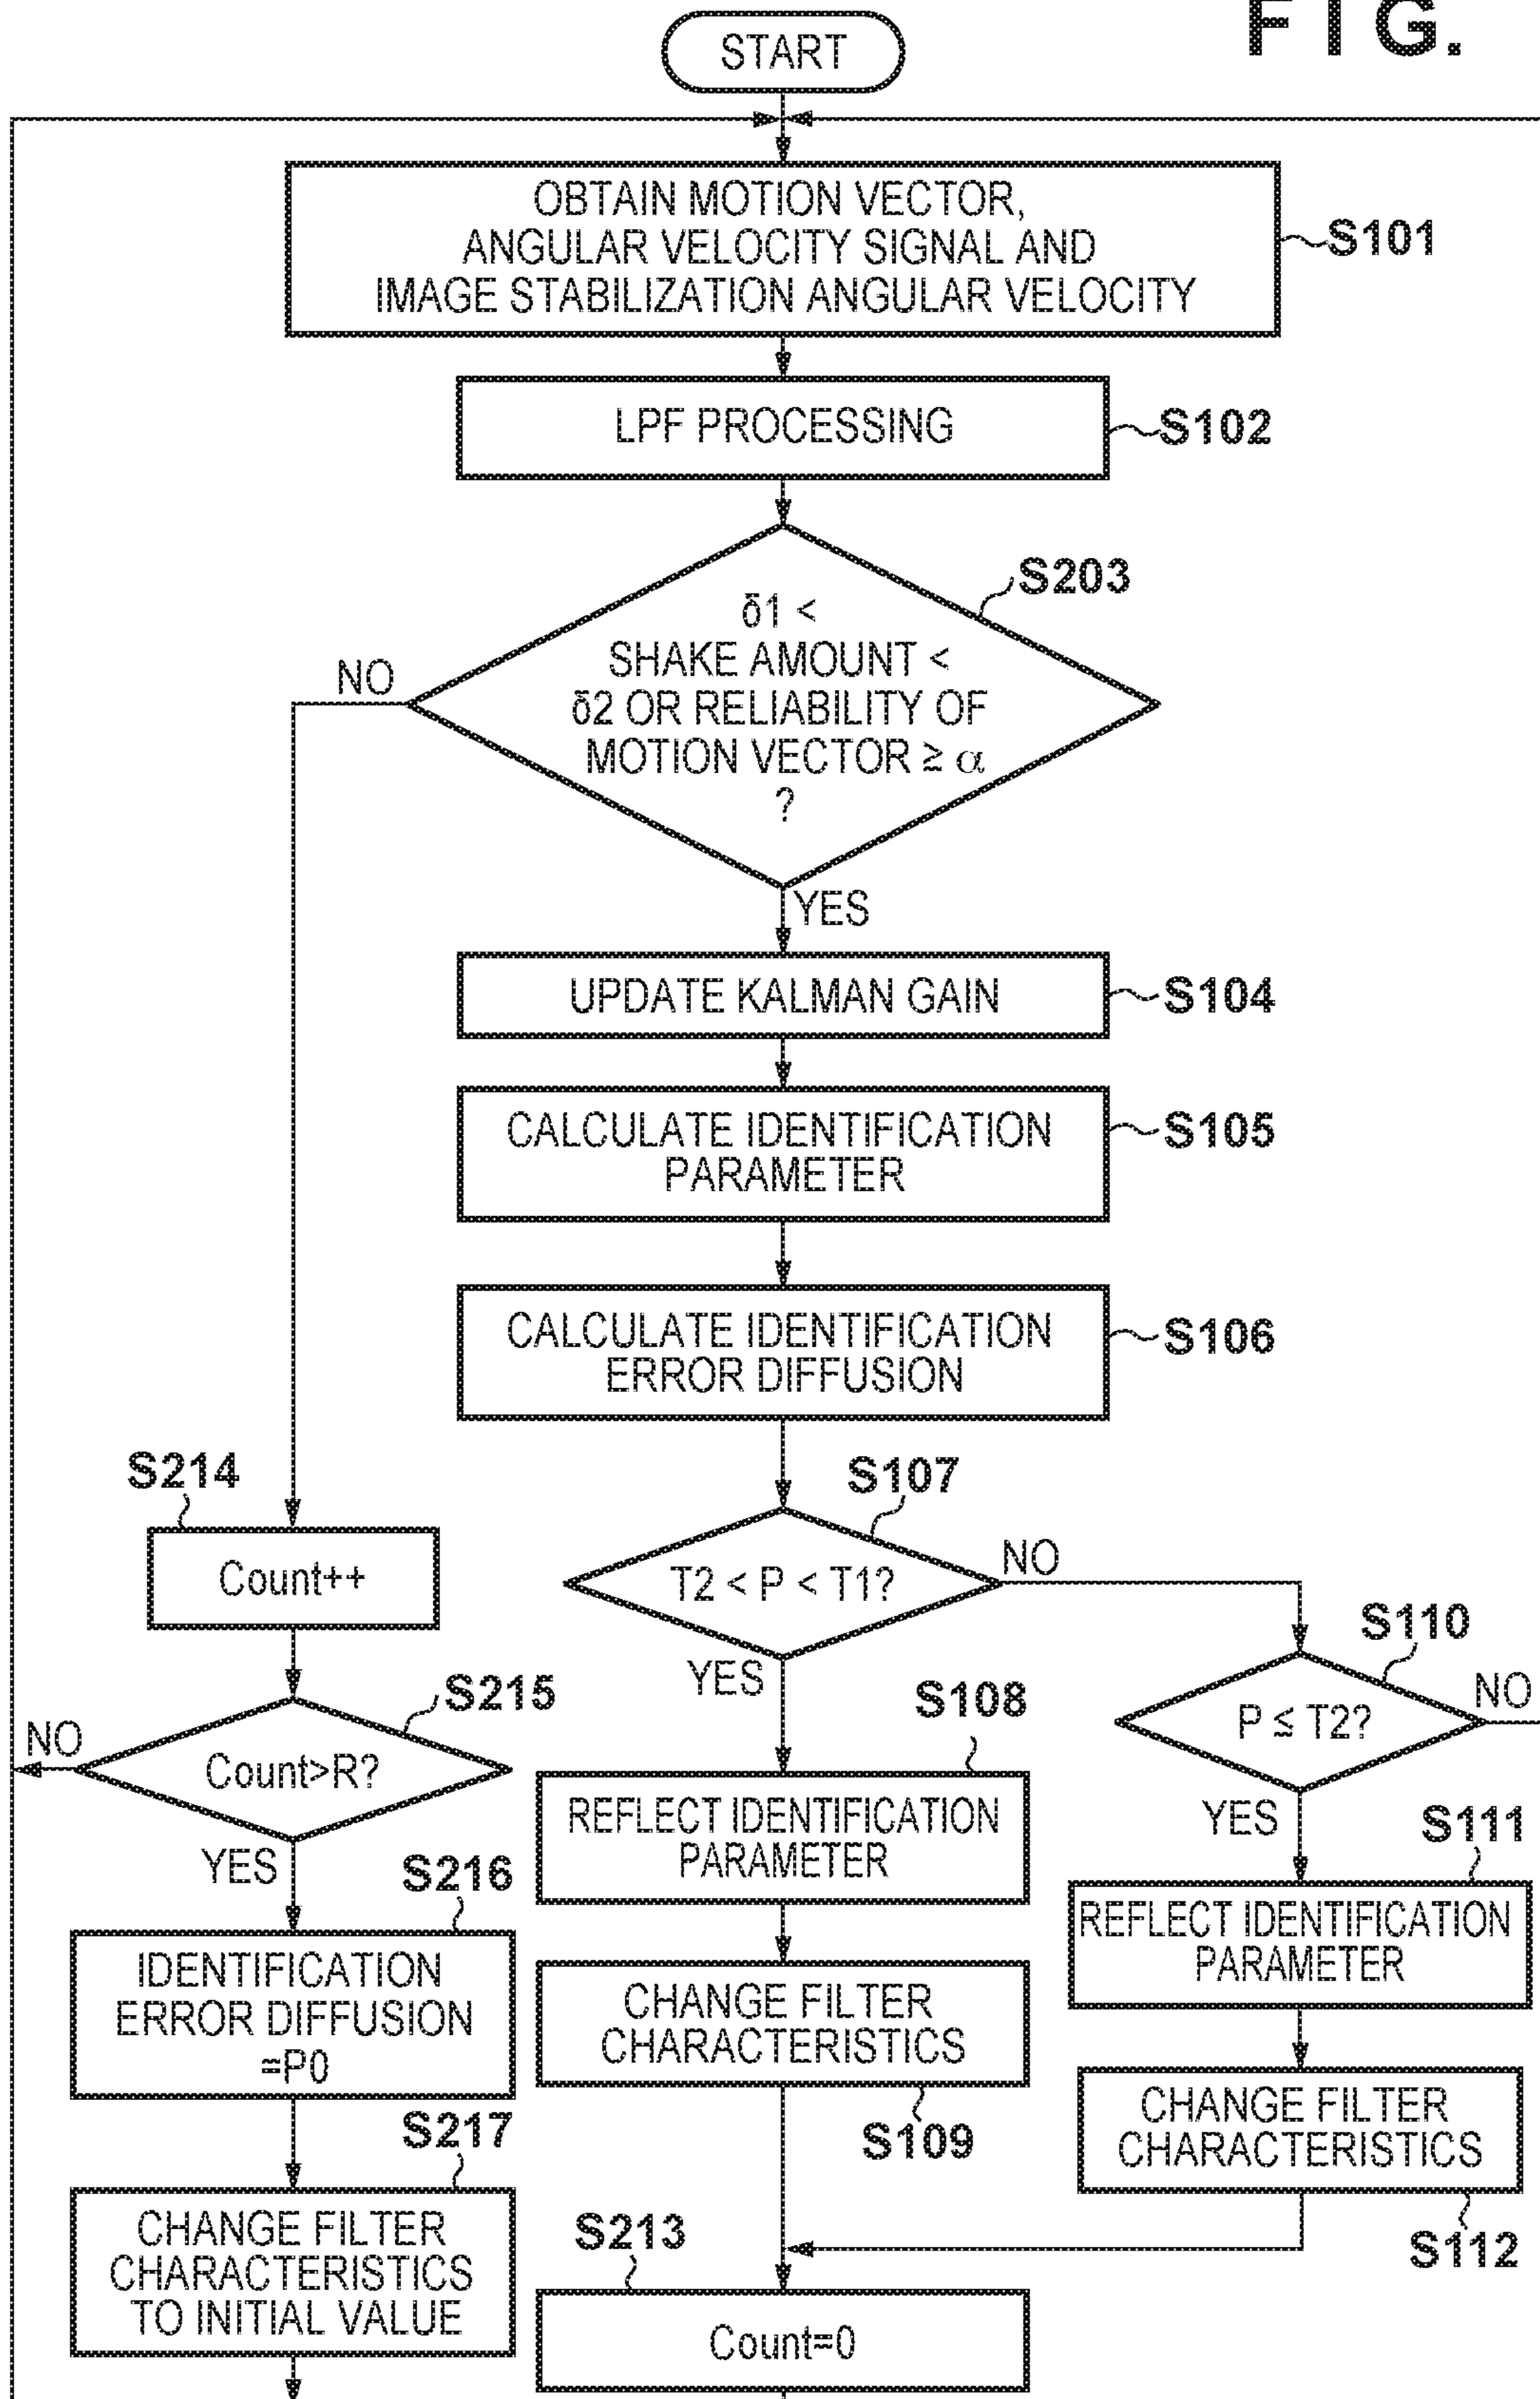 FIG.
START
OBTAIN MOTION VECTOR,
ANGULAR VELOCITY SIGNAL AND
IMAGE STABILIZATION ANGULAR VELOCITY
S101
LPF PROCESSING
S102
S203
δ1 <
SHAKE AMOUNT <
δ2 OR RELIABILITY OF
MOTION VECTOR ≧ α
?
NO
YES
UPDATE KALMAN GAIN
S104
CALCULATE IDENTIFICATION
PARAMETER
S105
CALCULATE IDENTIFICATION
ERROR DIFFUSION
S106
S214
Count++
S107
T2 < P < T1?
NO
YES
S110
P ≦ T2?
NO
YES
S215
Count>R?
NO
YES
S108
REFLECT IDENTIFICATION
PARAMETER
S111
REFLECT IDENTIFICATION
PARAMETER
S216
IDENTIFICATION
ERROR DIFFUSION
=P0
CHANGE FILTER
CHARACTERISTICS
S109
CHANGE FILTER
CHARACTERISTICS
S112
S217
CHANGE FILTER
CHARACTERISTICS
TO INITIAL VALUE
S213
Count=0